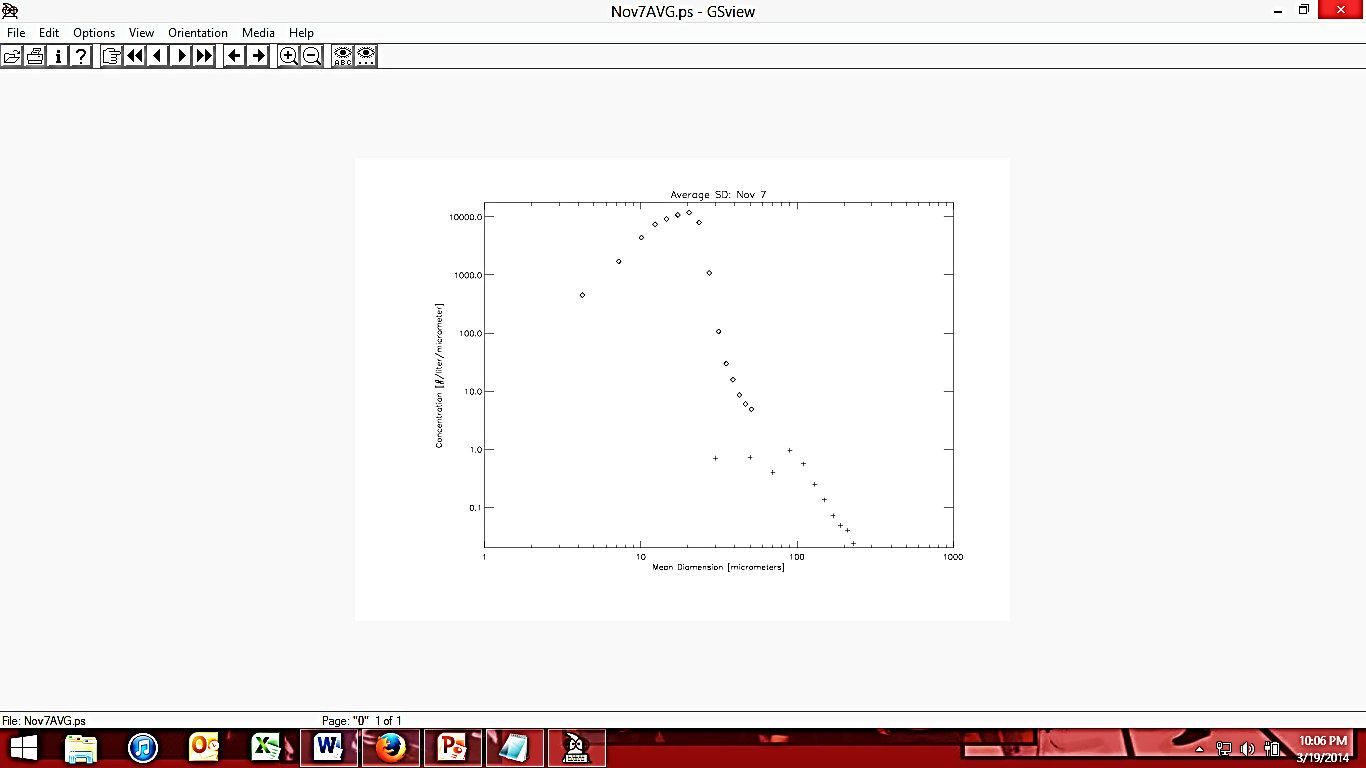 Nov7AVG.ps - GSview
File Edit Options View Orientation Media Help
Average SD: Nov 7
10000.0
1000.0
100.0
10.0
1.0
0.1
Concentration [#/liter/micrometer]
1 10 100 1000
Mean Diamension [micrometers]
File: Nov7AVG.ps Page: "0" 1 of 1
10:06 PM
3/19/2014